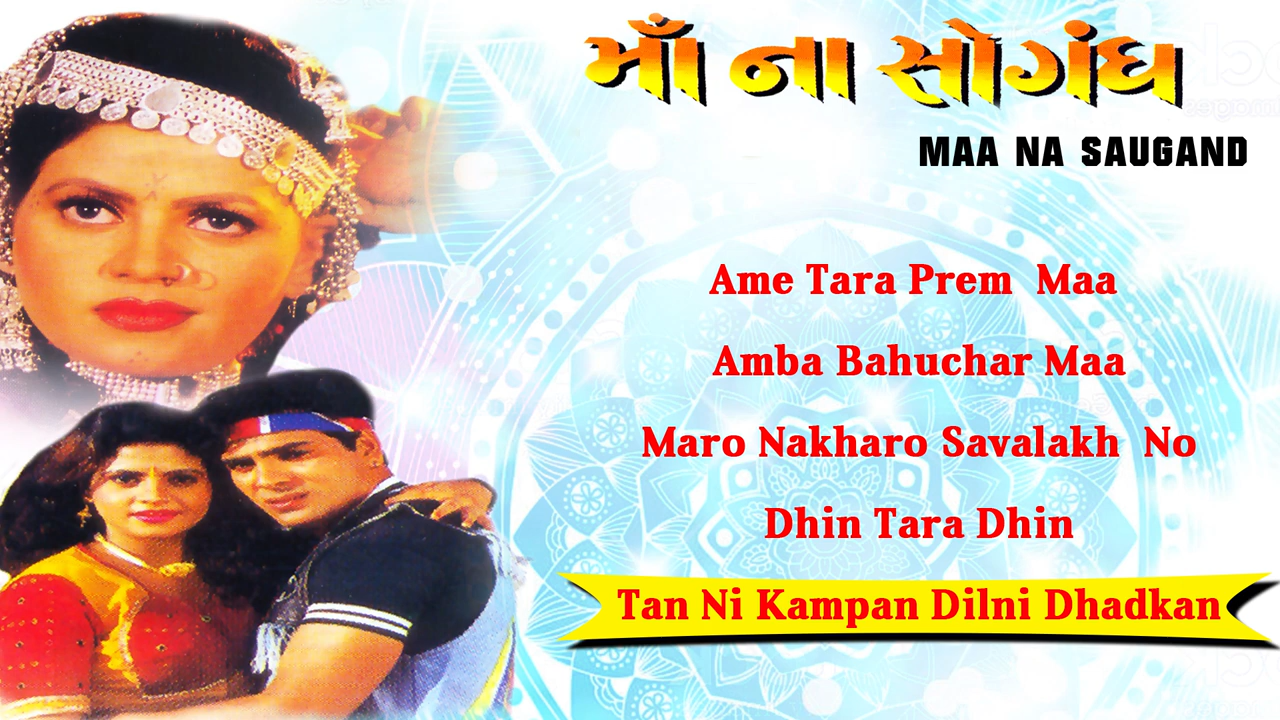 માઁ ના સોગંધ
MAA NA SAUGAND
Ame Tara Prem Maa
Amba Bahuchar Maa
Maro Nakharo Savalakh No
Dhin Tara Dhin
Tan Ni Kampan Dilni Dhadkan